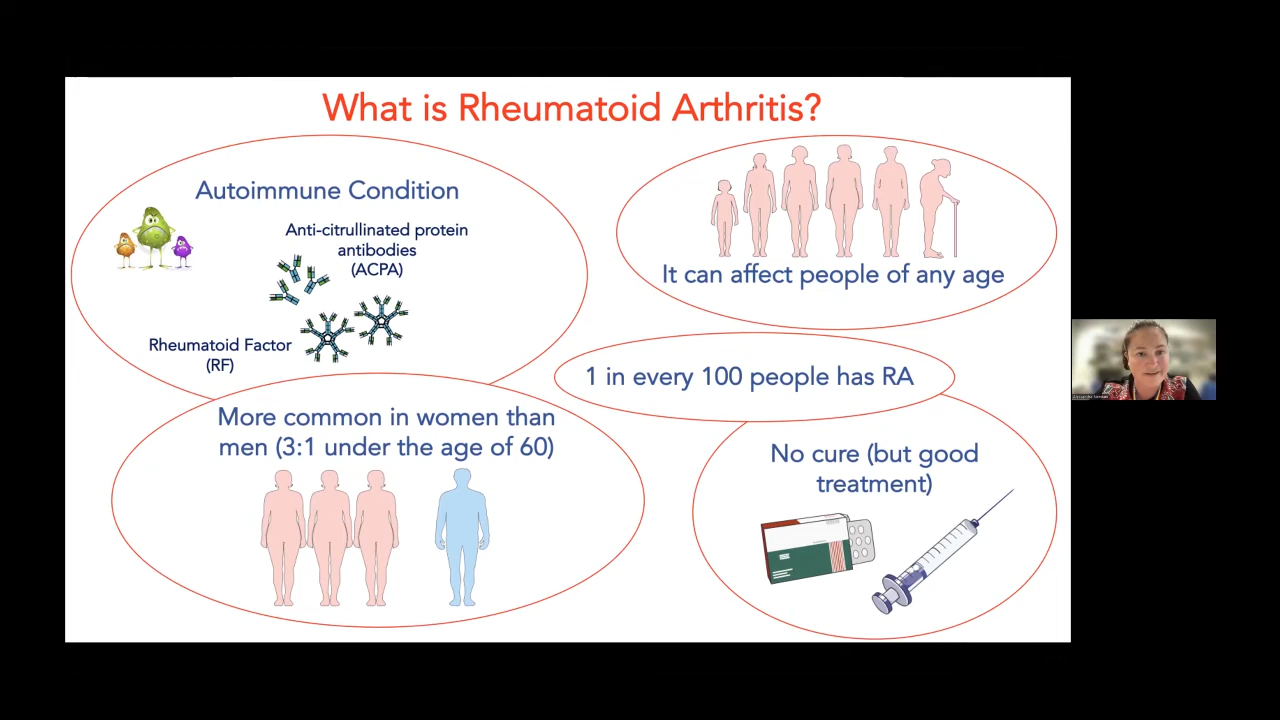 What is Rheumatoid Arthritis?
Autoimmune Condition
Anti-citrullinated protein
antibodies
(ACPA)
Rheumatoid Factor
(RF)
It can affect people of any age
1 in every 100 people has RA
More common in women than
men (3:1 under the age of 60)
No cure (but good
treatment)